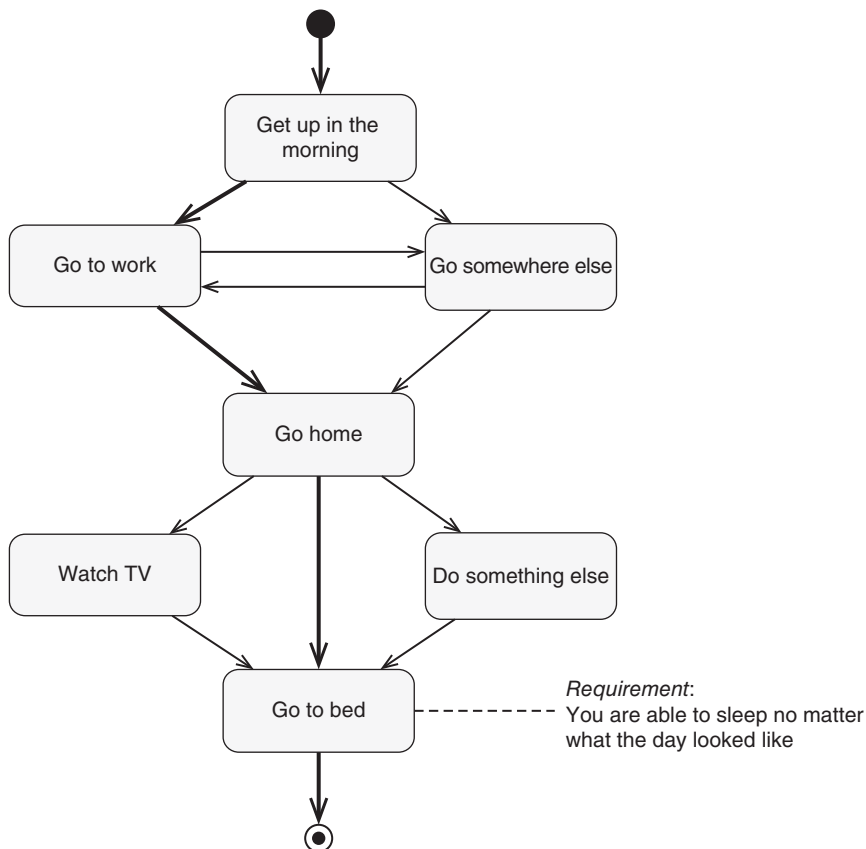 Get up in the
morning
Go to work
Go somewhere else
Go home
Watch TV
Do something else
Go to bed
Requirement:
You are able to sleep no matter
what the day looked like